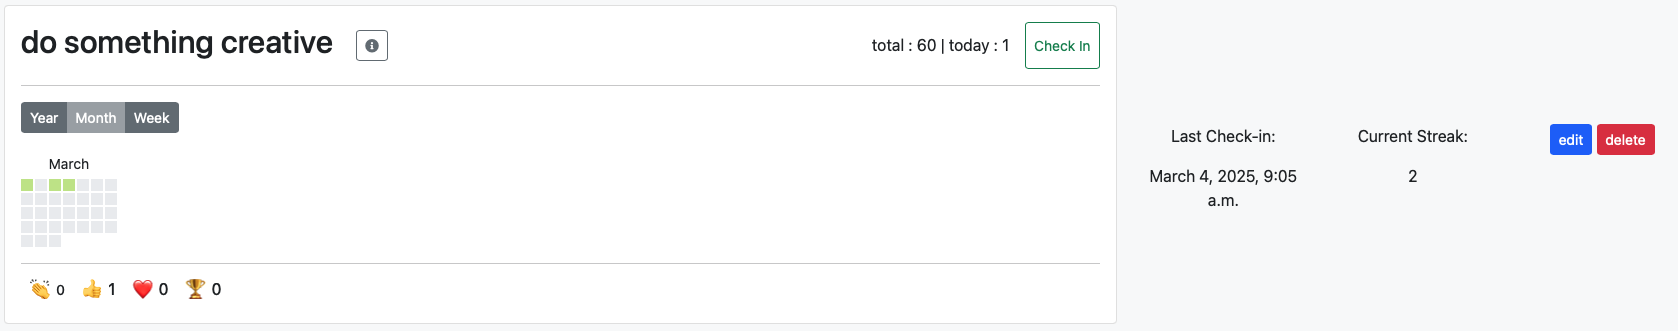 do something creative
total : 60 | today : 1 Check In
Year Month Week
March
0 1 0 0
Last Check-in:
March 4, 2025, 9:05
a.m.
Current Streak:
2
edit delete